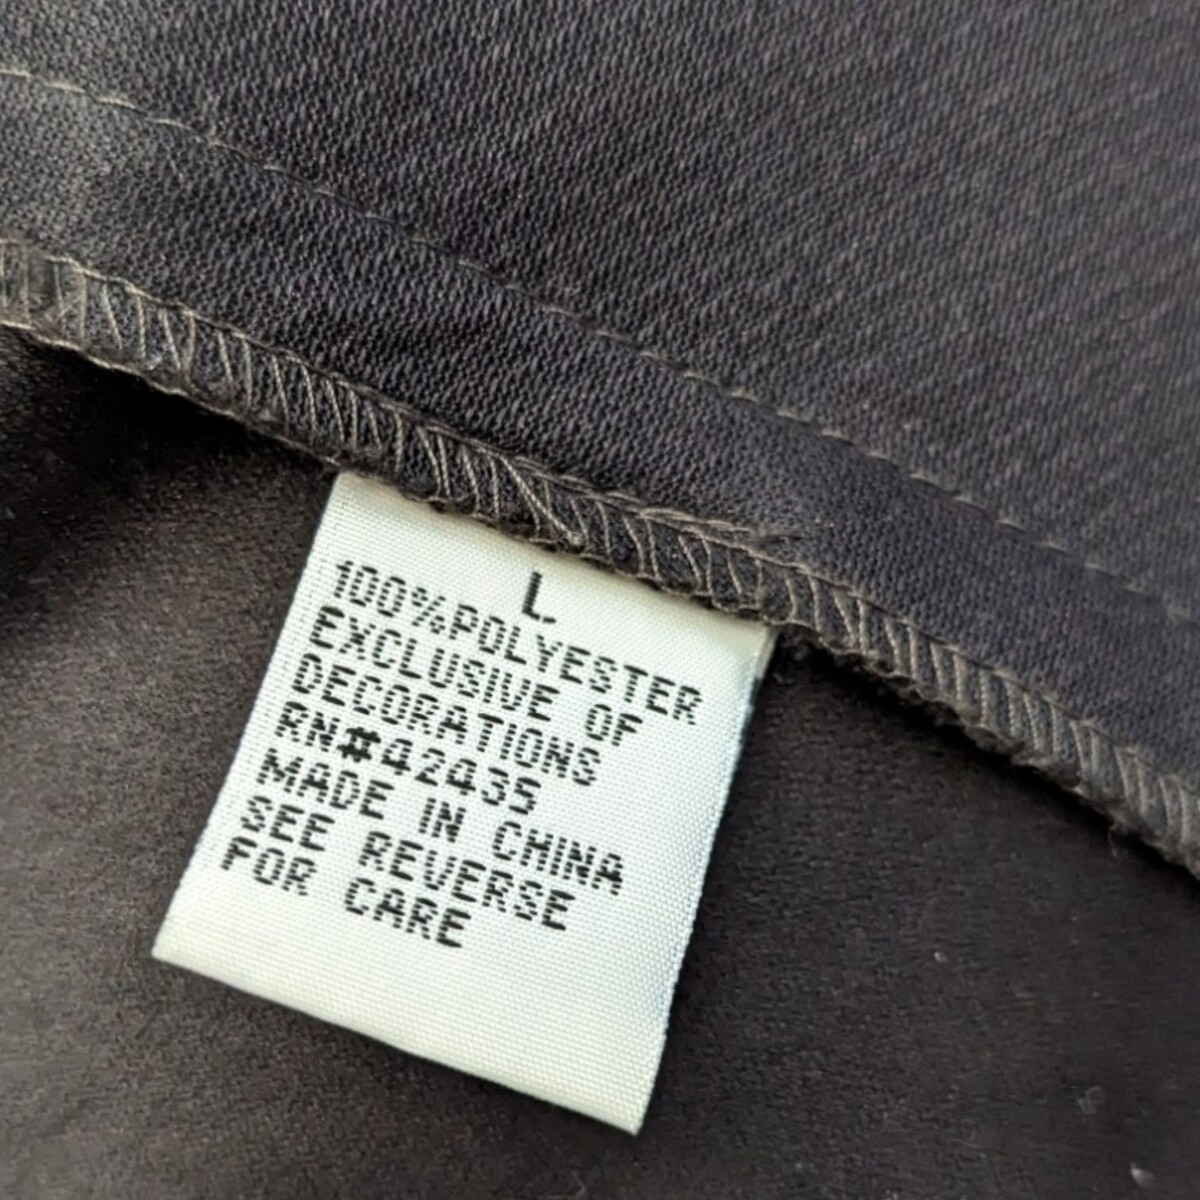 L
100%POLYESTER
EXCLUSIVE OF
DECORATIONS
RN#42435
MADE IN CHINA
SEE REVERSE
FOR CARE